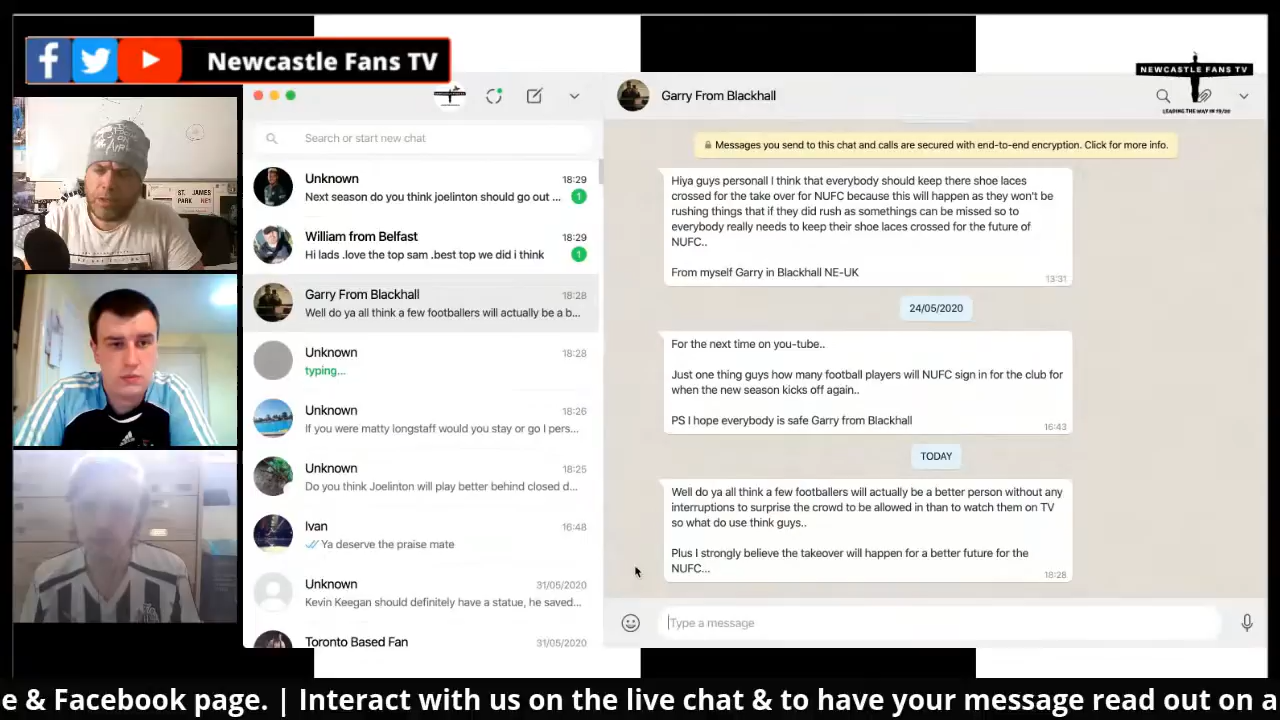 Newcastle Fans TV
NEWCASTLE FANS TV
LEADING THE WAY IN 19/20
ST. JAMES
PARK NE1
Search or start new chat
Unknown 18:29
Next season do you think joelinton should go out ... 1
William from Belfast 18:29
Hi lads .love the top sam .best top we did i think 1
Garry From Blackhall 18:28
Well do ya all think a few footballers will actually be a b...
Unknown 18:28
typing...
Unknown 18:26
If you were matty longstaff would you stay or go I pers...
Unknown 18:25
Do you think Joelinton will play better behind closed d...
Ivan 16:48
Ya deserve the praise mate
Unknown 31/05/2020
Kevin Keegan should definitely have a statue, he saved...
Toronto Based Fan 31/05/2020
Garry From Blackhall
Messages you send to this chat and calls are secured with end-to-end encryption. Click for more info.
Hiya guys personall I think that everybody should keep there shoe laces
crossed for the take over for NUFC because this will happen as they won't be
rushing things that if they did rush as somethings can be missed so to
everybody really needs to keep their shoe laces crossed for the future of
NUFC..
From myself Garry in Blackhall NE-UK
13:31
24/05/2020
For the next time on you-tube..
Just one thing guys how many football players will NUFC sign in for the club for
when the new season kicks off again..
PS I hope everybody is safe Garry from Blackhall
16:43
TODAY
Well do ya all think a few footballers will actually be a better person without any
interruptions to surprise the crowd to be allowed in than to watch them on TV
so what do use think guys..
Plus I strongly believe the takeover will happen for a better future for the
NUFC...
18:28
Type a message
e & Facebook page. | Interact with us on the live chat & to have your message read out on a